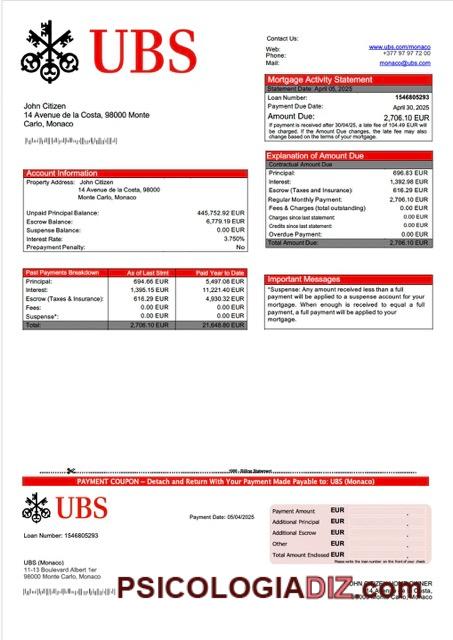 UBS
Contact Us:
Web: www.ubs.com/monaco
Phone: +377 97 97 72 00
Mail: monaco@ubs.com
Mortgage Activity Statement
Statement Date: April 05, 2025
Loan Number: 1546805293
Payment Due Date: April 30, 2025
Amount Due: 2,706.10 EUR
If payment is received after 30/04/25, a late fee of 104.49 EUR will
be charged. If the Amount Due changes, the late fee may also
change based on the terms of your mortgage.
John Citizen
14 Avenue de la Costa, 98000 Monte
Carlo, Monaco
Explanation of Amount Due
Contractual Amount Due
Principal: 696.83 EUR
Interest: 1,392.98 EUR
Escrow (Taxes and Insurance): 616.29 EUR
Regular Monthly Payment: 2,706.10 EUR
Fees & Charges (total outstanding) 0.00 EUR
Charges since last statement: 0.00 EUR
Credits since last statement: 0.00 EUR
Overdue Payment: 0.00 EUR
Total Amount Due: 2,706.10 EUR
Account Information
Property Address: John Citizen
14 Avenue de la Costa, 98000
Monte Carlo, Monaco
Unpaid Principal Balance: 445,752.92 EUR
Escrow Balance: 6,779.19 EUR
Suspense Balance: 0.00 EUR
Interest Rate: 3.750%
Prepayment Penalty: No
Past Payments Breakdown As of Last Stmt Paid Year to Date
Principal: 694.66 EUR 5,497.08 EUR
Interest: 1,395.15 EUR 11,221.40 EUR
Escrow (Taxes & Insurance): 616.29 EUR 4,930.32 EUR
Fees: 0.00 EUR 0.00 EUR
Suspense*: 0.00 EUR 0.00 EUR
Total: 2,706.10 EUR 21,648.80 EUR
Important Messages
*Suspense: Any amount received less than a full
payment will be applied to a suspense account for your
mortgage. When enough is received to equal a full
payment, a full payment will be applied to your
mortgage.
PAYMENT COUPON – Detach and Return With Your Payment Made Payable to: UBS (Monaco)
UBS
Payment Date: 05/04/2025
Loan Number: 1546805293
Payment Amount EUR
Additional Principal EUR
Additional Escrow EUR
Other EUR
Total Amount Enclosed EUR
Please write the loan number on the front of your check
UBS (Monaco)
11-13 Boulevard Albert 1er
98000 Monte Carlo, Monaco
14 Avenue de la Costa,
98000 Monte Carlo, Monaco
PSICOLOGIADIZ.com